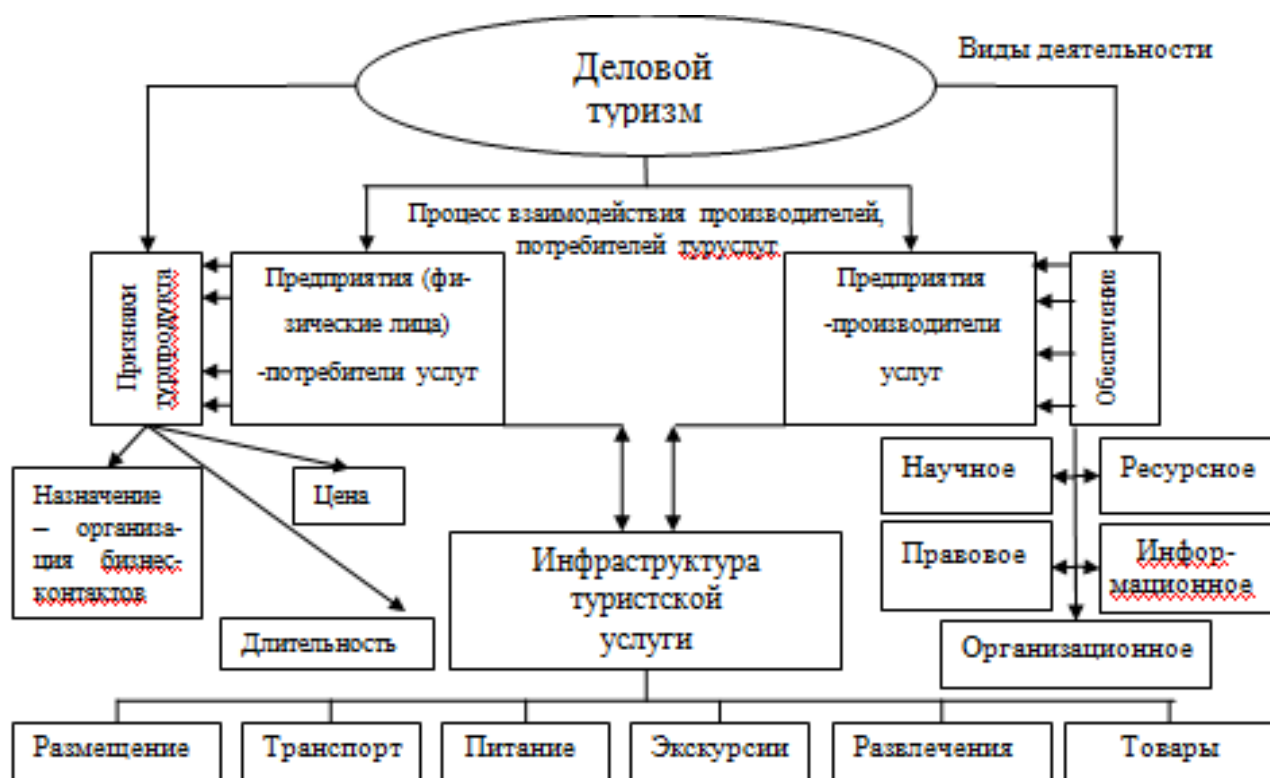 Виды деятельности
Деловой
туризм
Процесс взаимодействия производителей,
потребителей туруслуг
Признаки
турпродукта
Предприятия (фи-
зические лица)
-потребители услуг
Предприятия
-производители
услуг
Обеспечение
Назначение
– организа-
ция бизнес-
контактов
Цена
Длительность
Инфраструктура
туристской
услуги
Научное
Ресурсное
Правовое
Инфор-
мационное
Организационное
Размещение
Транспорт
Питание
Экскурсии
Развлечения
Товары